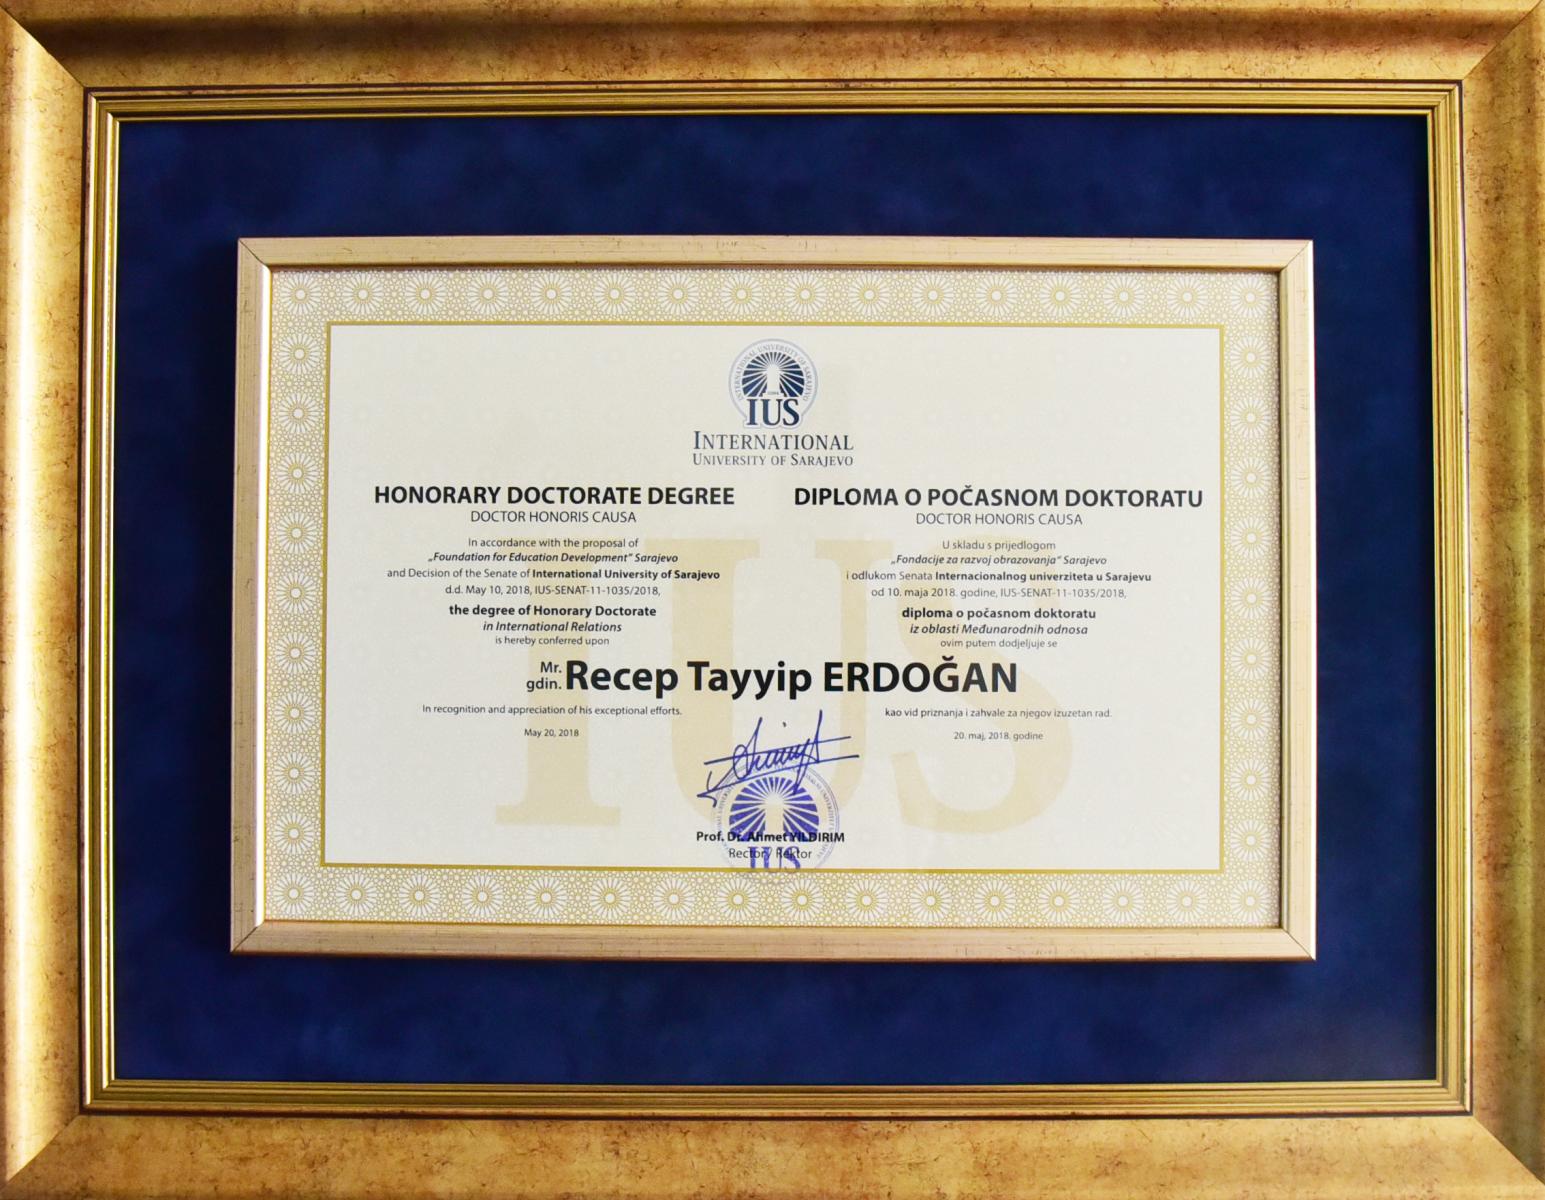 INTERNATIONAL UNIVERSITY OF SARAJEVO
IUS
INTERNATIONAL
UNIVERSITY OF SARAJEVO
HONORARY DOCTORATE DEGREE
DOCTOR HONORIS CAUSA
In accordance with the proposal of
„Foundation for Education Development" Sarajevo
and Decision of the Senate of International University of Sarajevo
d.d. May 10, 2018, IUS-SENAT-11-1035/2018,
the degree of Honorary Doctorate
in International Relations
is hereby conferred upon
DIPLOMA O POČASNOM DOKTORATU
DOCTOR HONORIS CAUSA
U skladu s prijedlogom
„Fondacije za razvoj obrazovanja" Sarajevo
i odlukom Senata Internacionalnog univerziteta u Sarajevu
od 10. maja 2018. godine, IUS-SENAT-11-1035/2018,
diploma o počasnom doktoratu
iz oblasti Međunarodnih odnosa
ovim putem dodjeljuje se
Mr.
gdin. Recep Tayyip ERDOĞAN
In recognition and appreciation of his exceptional efforts.
May 20, 2018
kao vid priznanja i zahvale za njegov izuzetan rad.
20. maj, 2018. godine
Prof. Dr. Ahmet YILDIRIM
Rector / Rektor
IUS
IUS